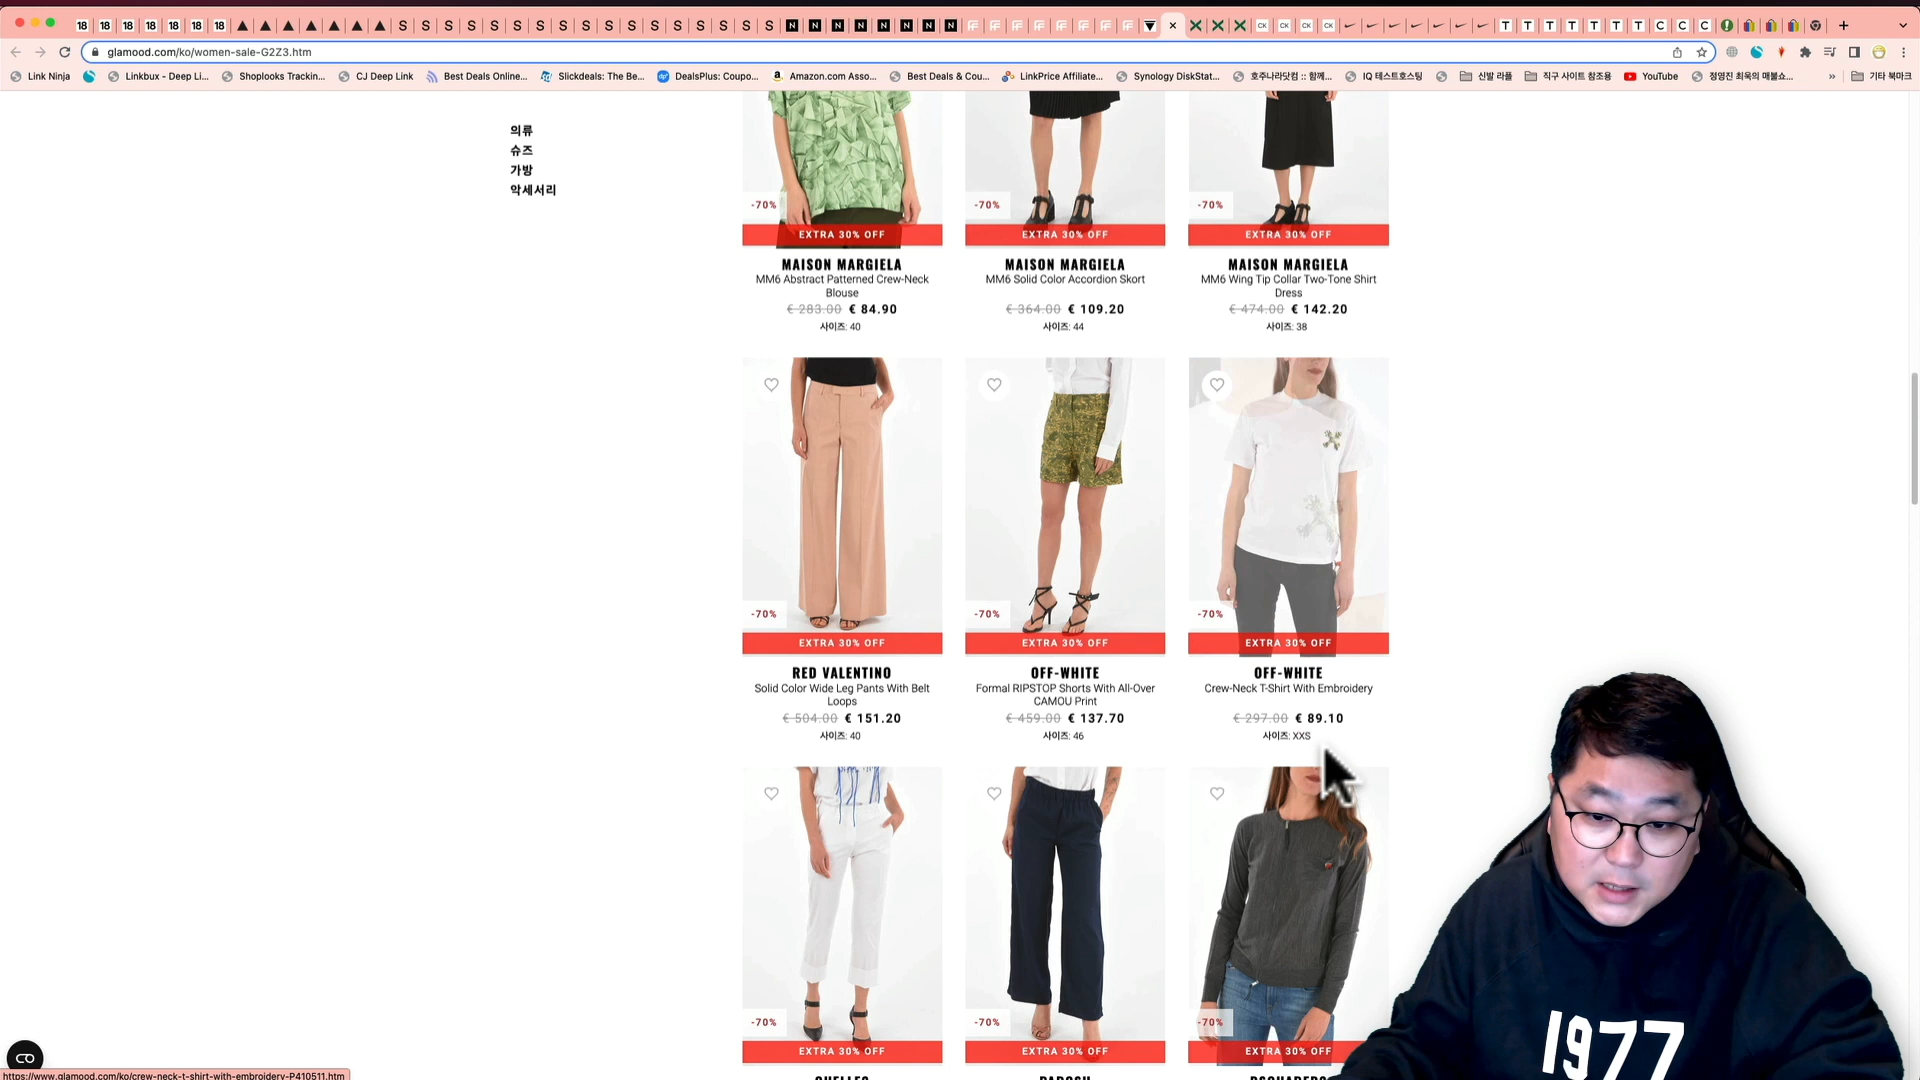 18 18 18 18 18 18 18 S S S S S S S S S S S S S S S S S N N N N N N N N CK CK CK CK T T T T T T T C C C
glamood.com/ko/women-sale-G2Z3.htm
Link Ninja Linkbux - Deep Li... Shoplooks Trackin... CJ Deep Link Best Deals Online... Slickdeals: The Be... DealsPlus: Coupo... Amazon.com Asso... Best Deals & Cou... LinkPrice Affiliate... Synology DiskStat... 호주나라닷컴 :: 함께... IQ 테스트호스팅 신발 라플 직구 사이트 참조용 YouTube 정영진 최욱의 매불쇼... » 기타 북마크
의류
슈즈
가방
악세서리
-70% -70% -70%
EXTRA 30% OFF EXTRA 30% OFF EXTRA 30% OFF
MAISON MARGIELA MAISON MARGIELA MAISON MARGIELA
MM6 Abstract Patterned Crew-Neck MM6 Solid Color Accordion Skort MM6 Wing Tip Collar Two-Tone Shirt
Blouse Dress
€ 283.00 € 84.90 € 364.00 € 109.20 € 474.00 € 142.20
사이즈: 40 사이즈: 44 사이즈: 38
-70% -70% -70%
EXTRA 30% OFF EXTRA 30% OFF EXTRA 30% OFF
RED VALENTINO OFF-WHITE OFF-WHITE
Solid Color Wide Leg Pants With Belt Formal RIPSTOP Shorts With All-Over Crew-Neck T-Shirt With Embroidery
Loops CAMOU Print
€ 504.00 € 151.20 € 459.00 € 137.70 € 297.00 € 89.10
사이즈: 40 사이즈: 46 사이즈: XXS
-70% -70% -70%
EXTRA 30% OFF EXTRA 30% OFF EXTRA 30% OFF
1977
https://www.glamood.com/ko/crew-neck-t-shirt-with-embroidery-P410511.htm